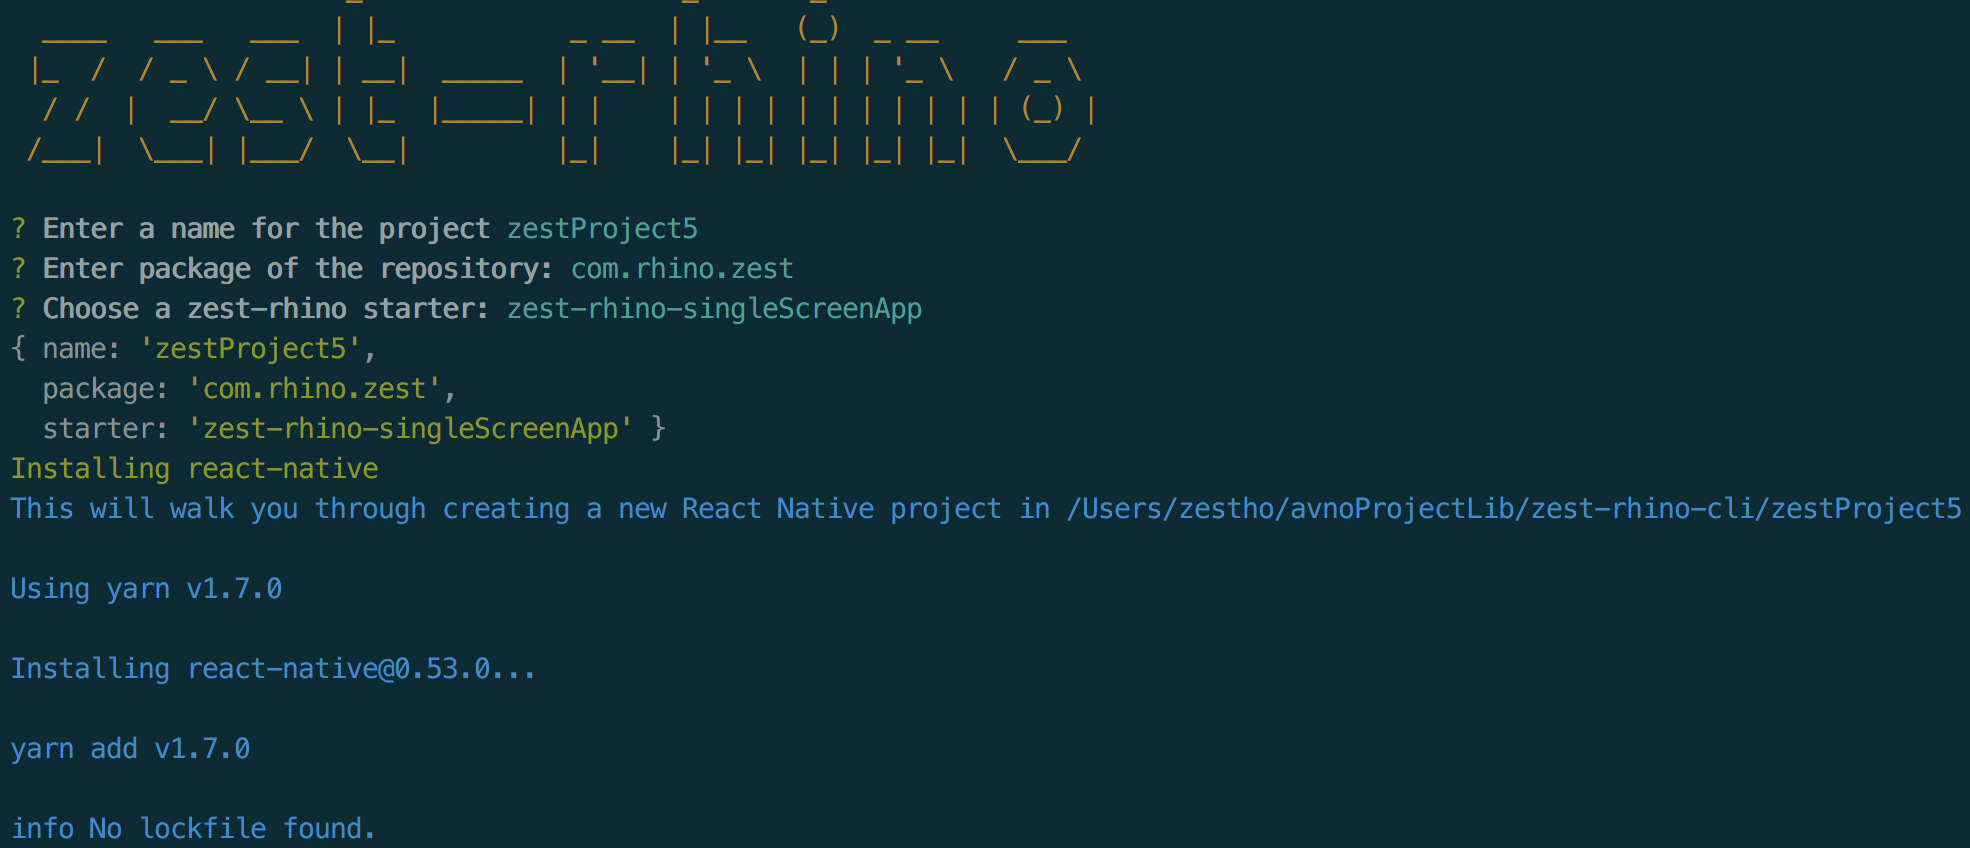 zest-rhino
? Enter a name for the project zestProject5
? Enter package of the repository: com.rhino.zest
? Choose a zest-rhino starter: zest-rhino-singleScreenApp
{ name: 'zestProject5',
  package: 'com.rhino.zest',
  starter: 'zest-rhino-singleScreenApp' }
Installing react-native
This will walk you through creating a new React Native project in /Users/zestho/avnoProjectLib/zest-rhino-cli/zestProject5
Using yarn v1.7.0
Installing react-native@0.53.0...
yarn add v1.7.0
info No lockfile found.